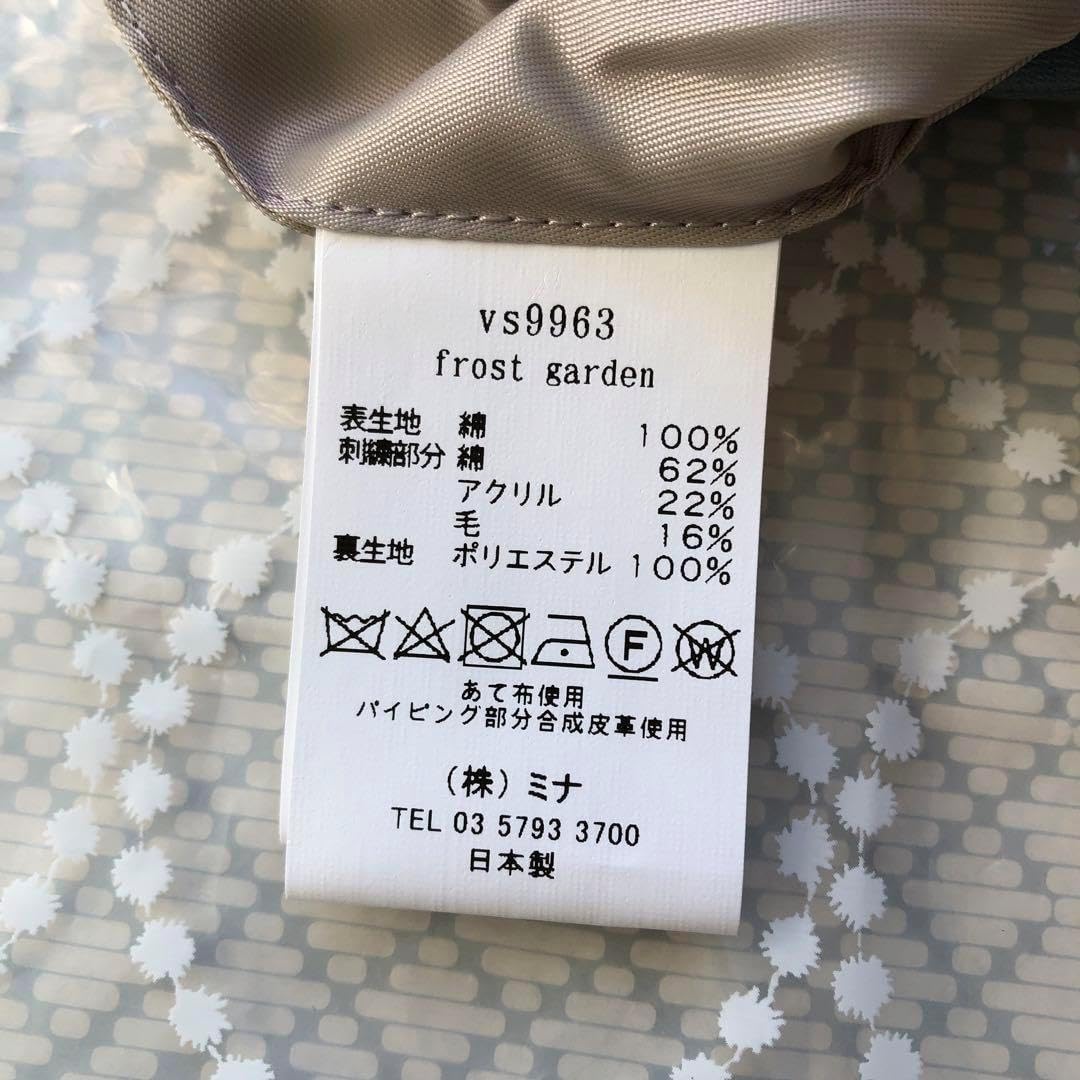 vs9963
frost garden
表生地 綿 100%
刺繍部分 綿 62%
アクリル 22%
毛 16%
裏生地 ポリエステル 100%
F W
あて布使用
パイピング部分合成皮革使用
(株)ミナ
TEL 03 5793 3700
日本製